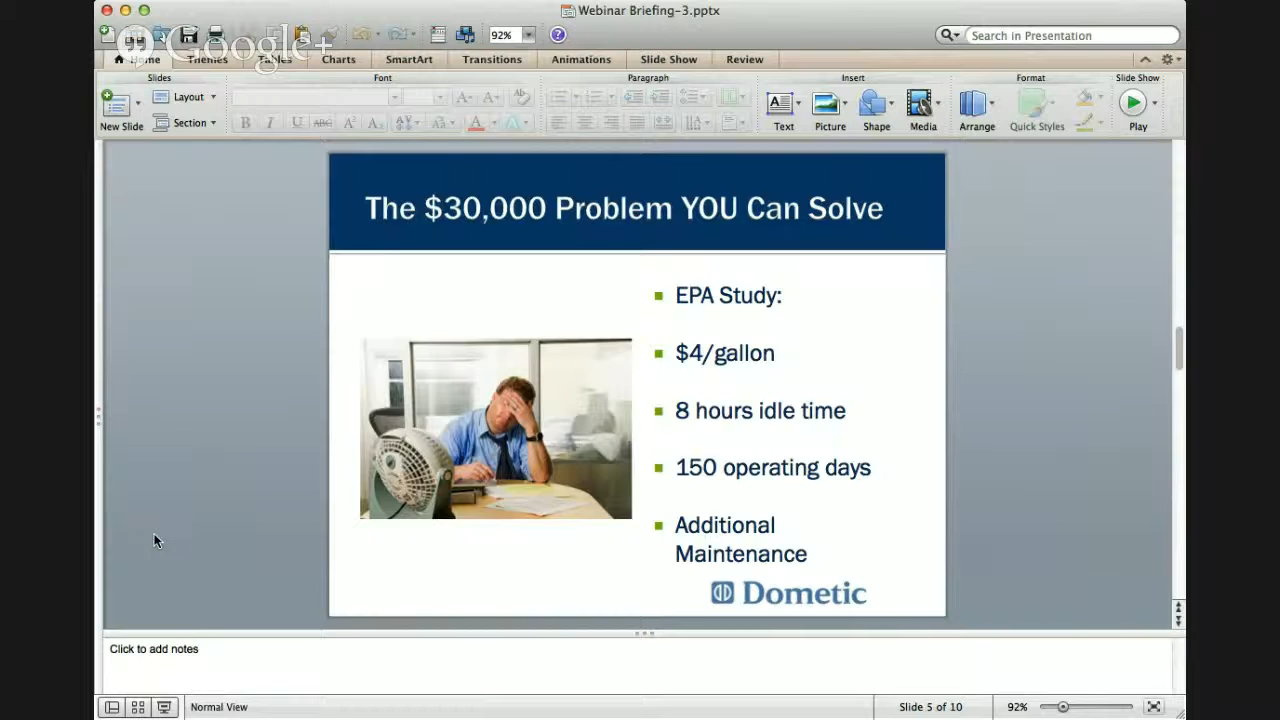 Webinar Briefing-3.pptx
92%
Search in Presentation
Google+
Home Themes Tables Charts SmartArt Transitions Animations Slide Show Review
Slides Font Paragraph Insert Format Slide Show
New Slide Layout Section
B I U ABC A² A₂
Text Picture Shape Media Arrange Quick Styles Play
The $30,000 Problem YOU Can Solve
EPA Study:
$4/gallon
8 hours idle time
150 operating days
Additional
Maintenance
Dometic
Click to add notes
Normal View Slide 5 of 10 92%